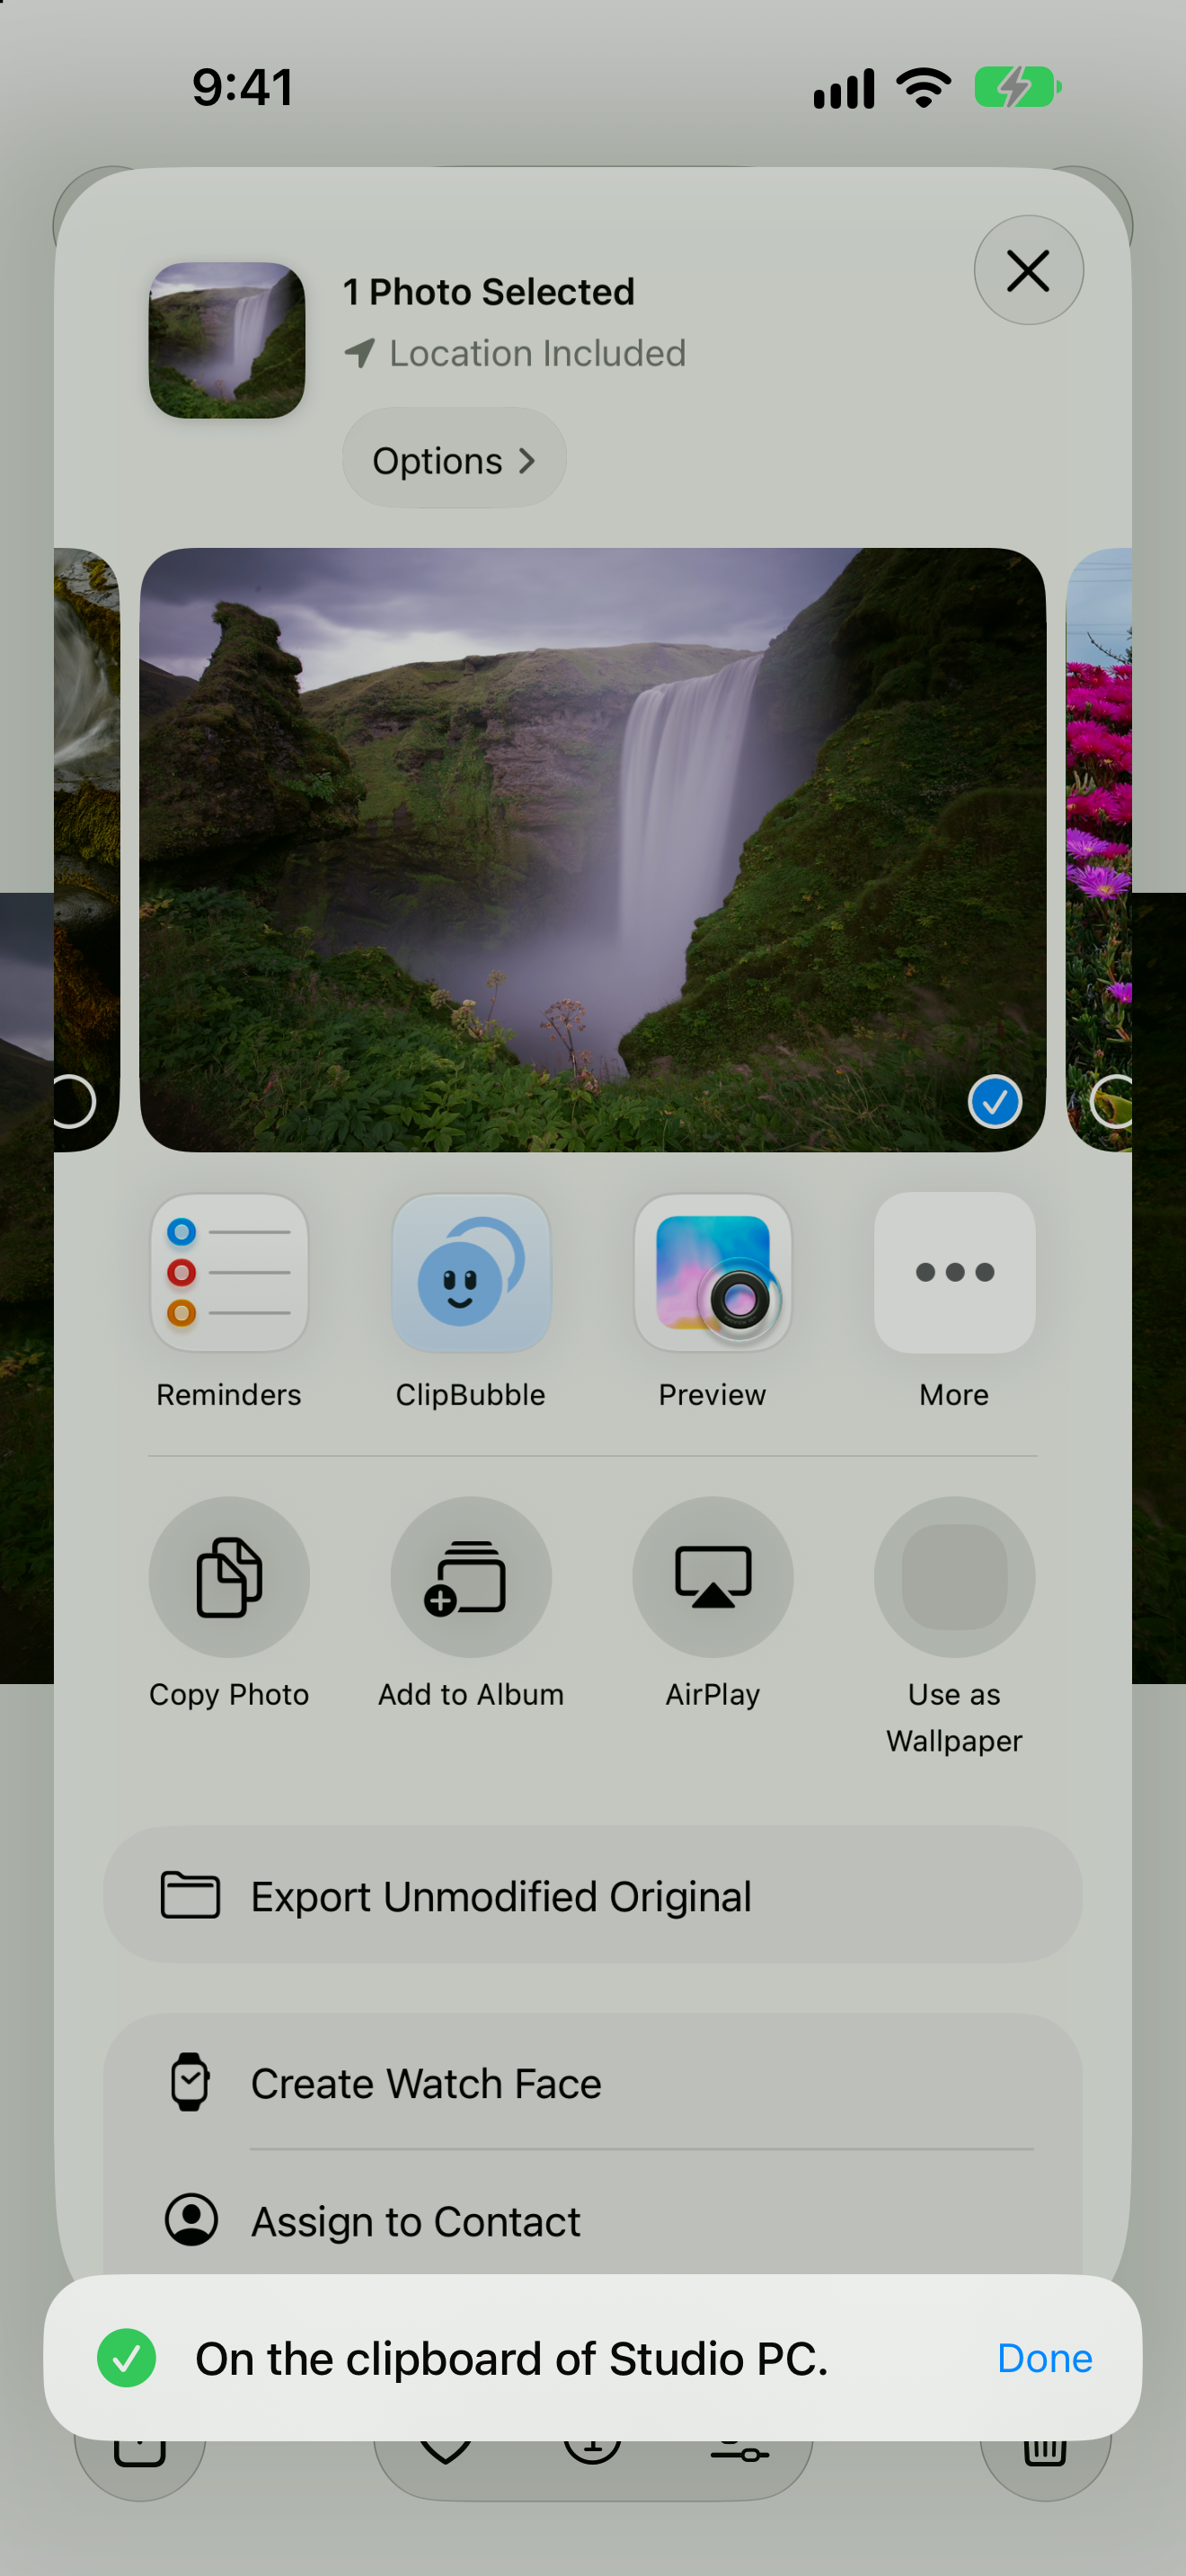 9:41
1 Photo Selected
Location Included
Options
Reminders
ClipBubble
Preview
More
Copy Photo
Add to Album
AirPlay
Use as
Wallpaper
Export Unmodified Original
Create Watch Face
Assign to Contact
On the clipboard of Studio PC.
Done